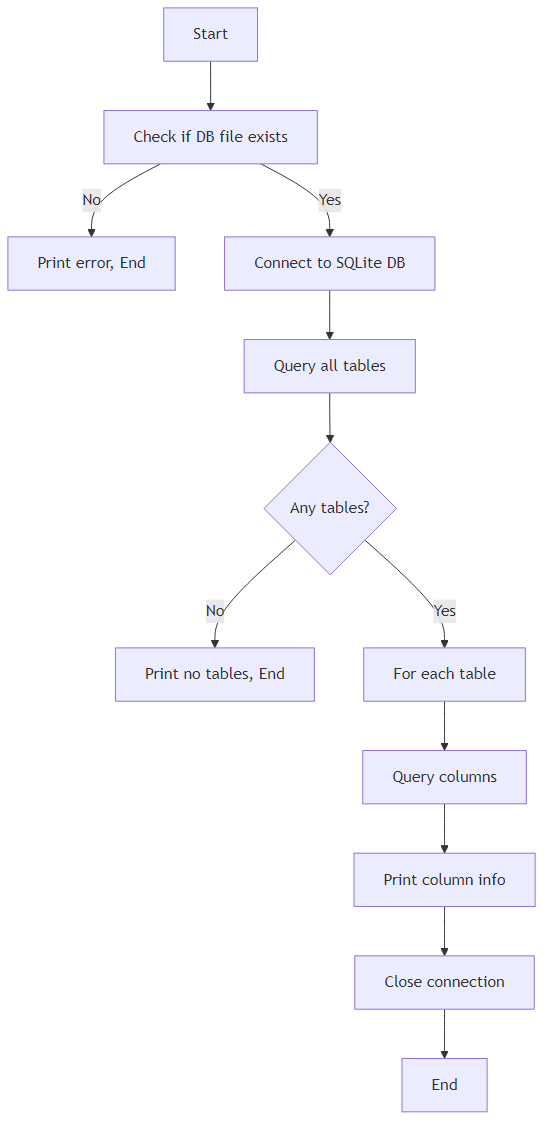 Start
Check if DB file exists
No
Yes
Print error, End
Connect to SQLite DB
Query all tables
Any tables?
No
Yes
Print no tables, End
For each table
Query columns
Print column info
Close connection
End